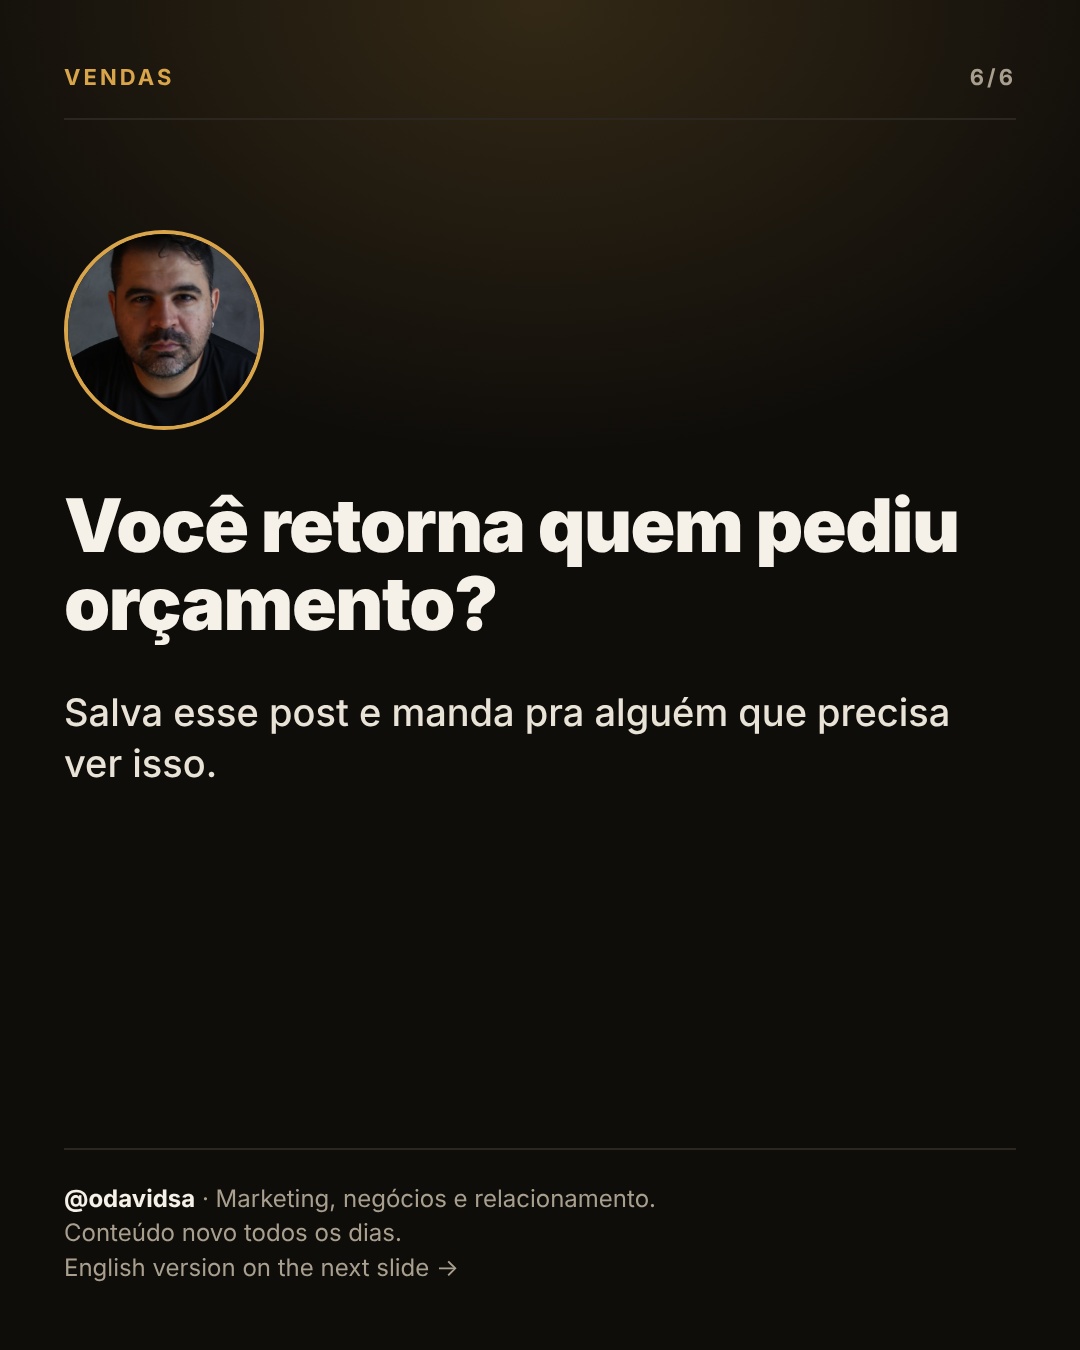 VENDAS
6/6
Você retorna quem pediu
orçamento?
Salva esse post e manda pra alguém que precisa
ver isso.
@odavidsa · Marketing, negócios e relacionamento.
Conteúdo novo todos os dias.
English version on the next slide →